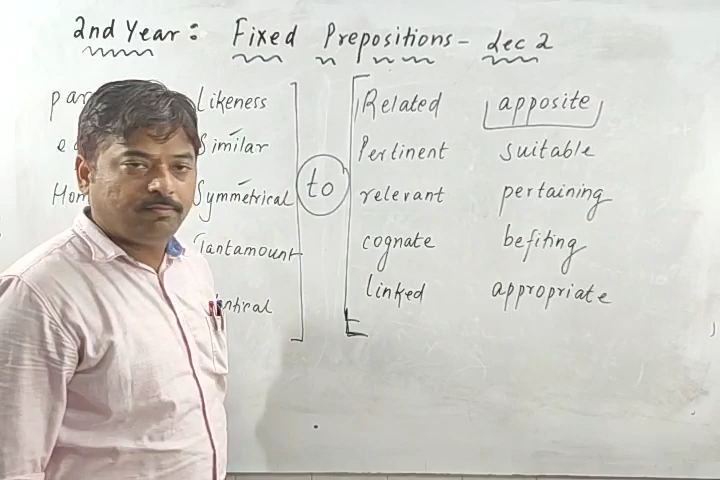 2nd Year: Fixed Prepositions- Lec 2
Likeness Related apposite
Similar Pertinent suitable
Symmetrical to relevant pertaining
Tantamount cognate befiting
linked appropriate